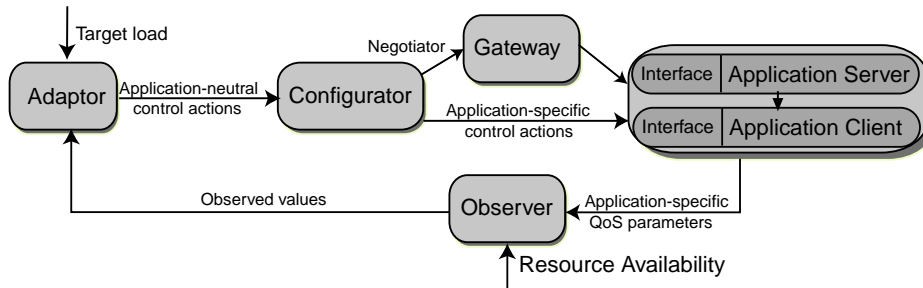 Target load
Adaptor
Application-neutral
control actions
Configurator
Negotiator
Gateway
Application-specific
control actions
Interface
Application Server
Interface
Application Client
Observed values
Observer
Application-specific
QoS parameters
Resource Availability